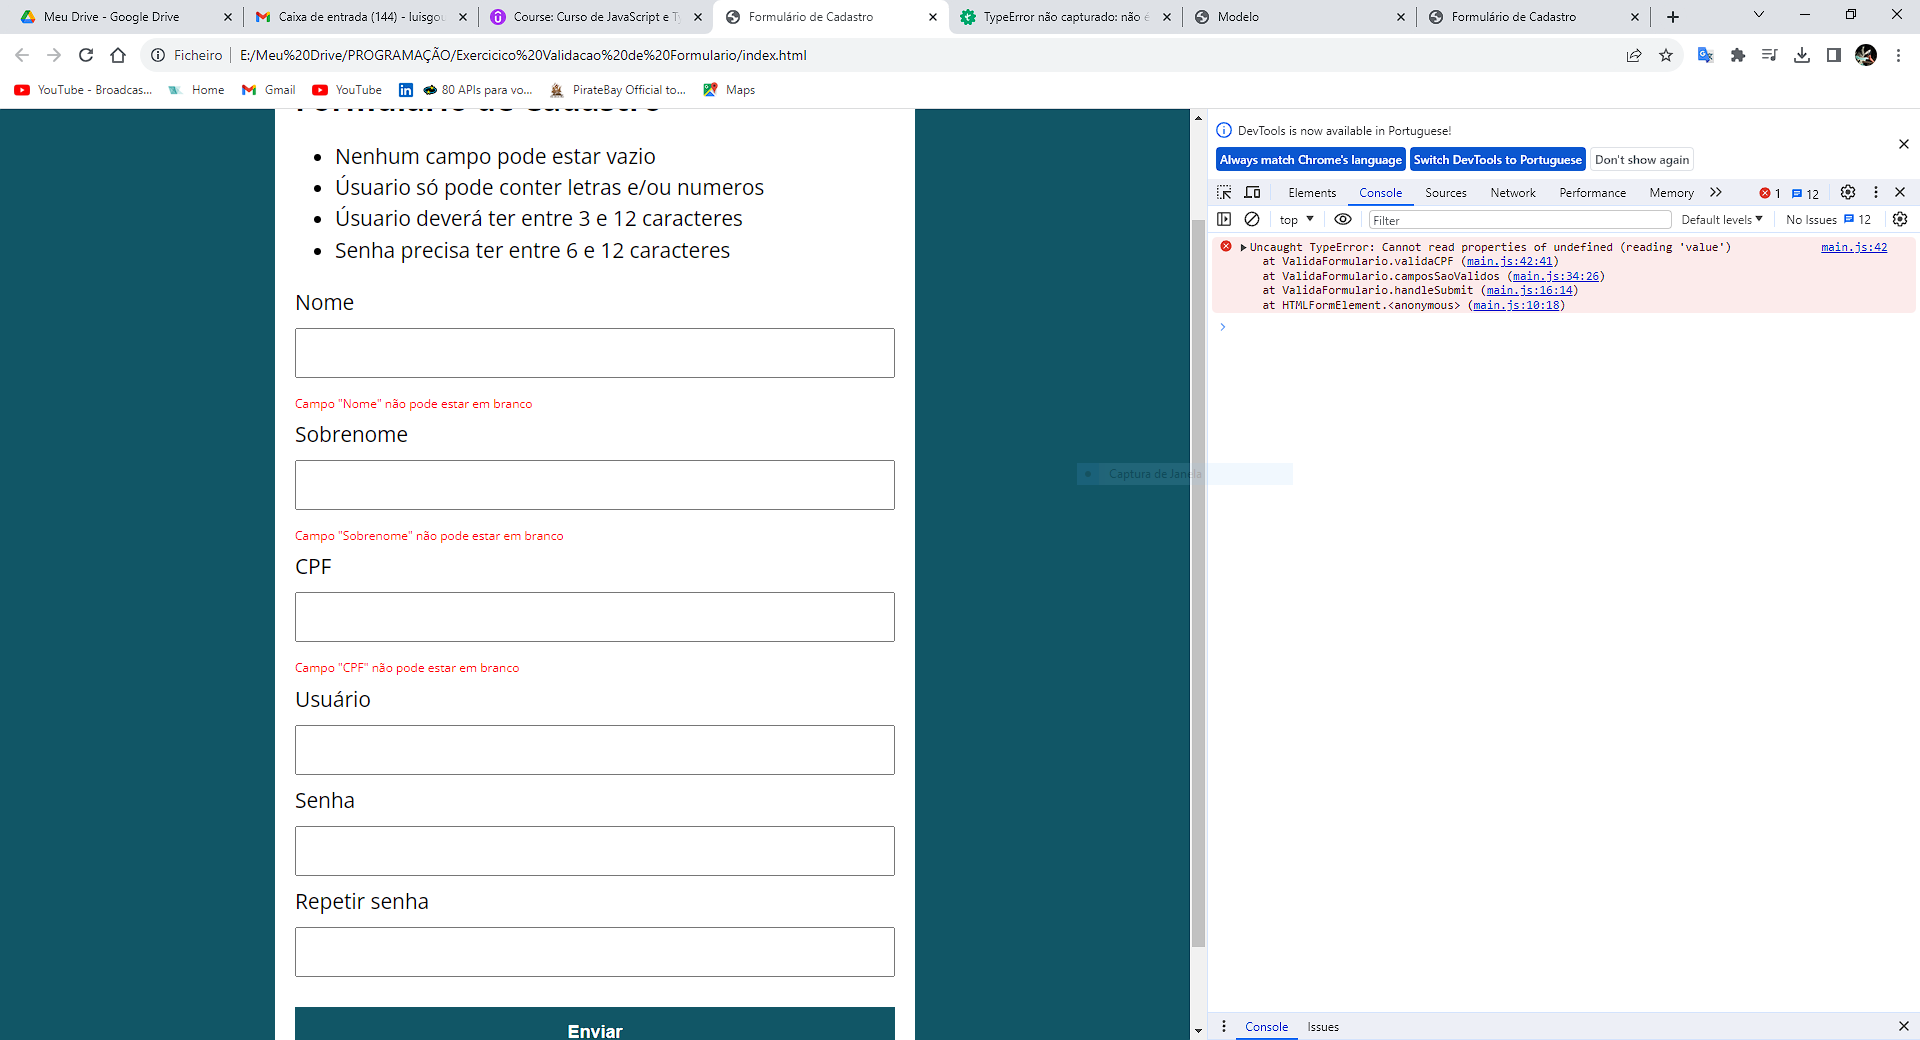 Meu Drive - Google Drive
Caixa de entrada (144) - luisgou
Course: Curso de JavaScript e Ty
Formulário de Cadastro
TypeError não capturado: não é
Modelo
Formulário de Cadastro
Ficheiro
E:/Meu%20Drive/PROGRAMAÇÃO/Exercicico%20Validacao%20de%20Formulario/index.html
YouTube - Broadcas...
Home
Gmail
YouTube
80 APIs para vo...
PirateBay Official to...
Maps
Formulário de Cadastro
Nenhum campo pode estar vazio
Úsuario só pode conter letras e/ou numeros
Úsuario deverá ter entre 3 e 12 caracteres
Senha precisa ter entre 6 e 12 caracteres
Nome
Campo "Nome" não pode estar em branco
Sobrenome
Campo "Sobrenome" não pode estar em branco
CPF
Campo "CPF" não pode estar em branco
Usuário
Senha
Repetir senha
Enviar
Captura de Janela
DevTools is now available in Portuguese!
Always match Chrome's language
Switch DevTools to Portuguese
Don't show again
Elements
Console
Sources
Network
Performance
Memory
1
12
top
Filter
Default levels
No Issues
12
Uncaught TypeError: Cannot read properties of undefined (reading 'value')
main.js:42
at ValidaFormulario.validaCPF (main.js:42:41)
at ValidaFormulario.camposSaoValidos (main.js:34:26)
at ValidaFormulario.handleSubmit (main.js:16:14)
at HTMLFormElement.<anonymous> (main.js:10:18)
Console
Issues